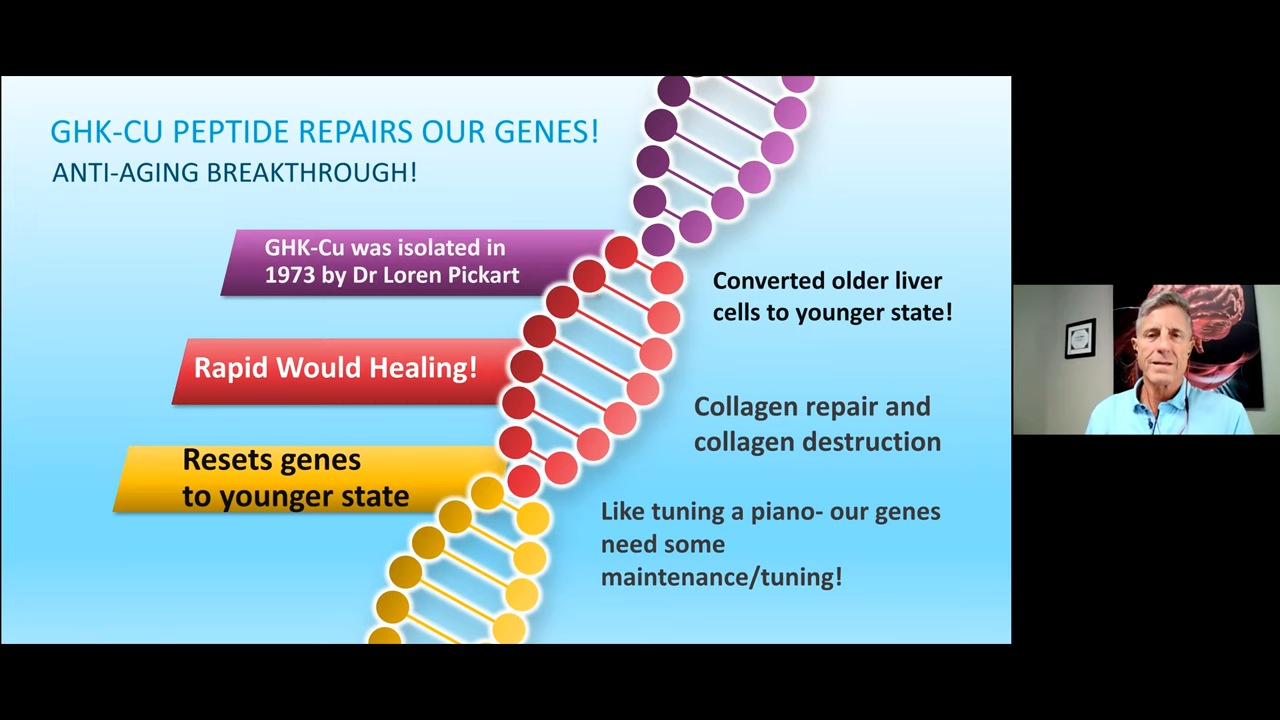 GHK-CU PEPTIDE REPAIRS OUR GENES!
ANTI-AGING BREAKTHROUGH!
GHK-Cu was isolated in
1973 by Dr Loren Pickart
Converted older liver
cells to younger state!
Rapid Would Healing!
Collagen repair and
collagen destruction
Resets genes
to younger state
Like tuning a piano- our genes
need some
maintenance/tuning!